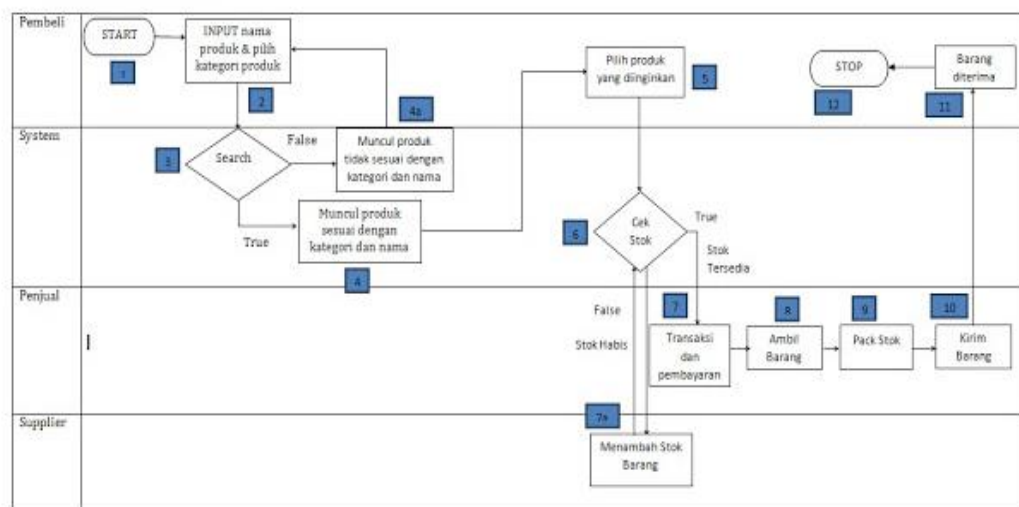 Pembeli
START
1
INPUT nama
produk & pilih
kategori produk
2
4a
Pilih produk
yang diinginkan
5
STOP
12
Barang
diterima
11
System
3
Search
False
True
Muncul produk
tidak sesuai dengan
kategori dan nama
Muncul produk
sesuai dengan
kategori dan nama
4
6
Cek
Stok
True
Stok
Tersedia
Penjual
False
Stok Habis
7
Transaksi
dan
pembayaran
8
Ambil
Barang
9
Pack Stok
10
Kirim
Barang
Supplier
7a
Menambah Stok
Barang